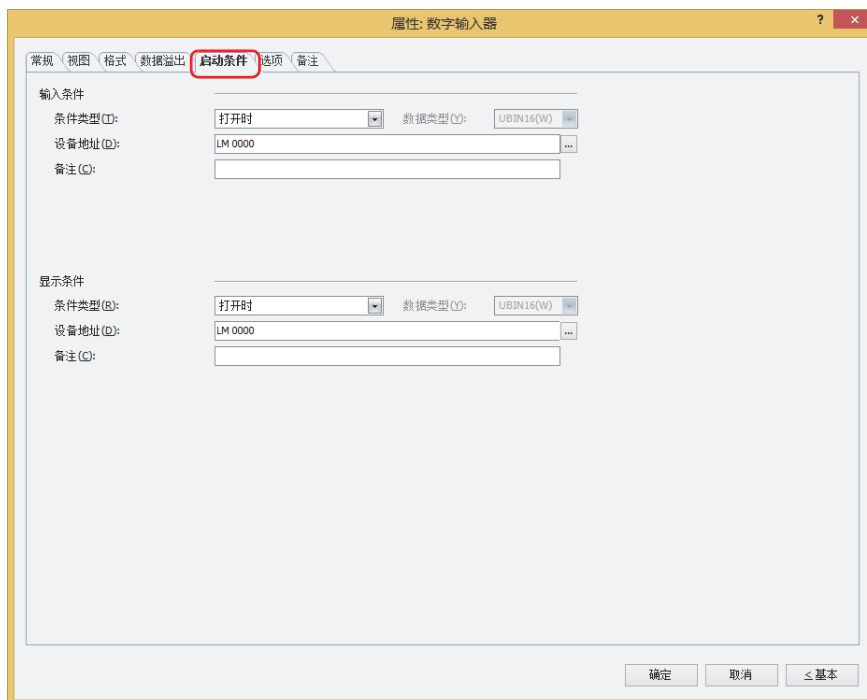 属性: 数字输入器
? ×
常规 视图 格式 数据溢出 启动条件 选项 备注
输入条件
条件类型(T): 打开时 数据类型(Y): UBIN16(W)
设备地址(D): LM 0000 ...
备注(C):
显示条件
条件类型(R): 打开时 数据类型(Y): UBIN16(W)
设备地址(D): LM 0000 ...
备注(C):
确定 取消 ≤基本